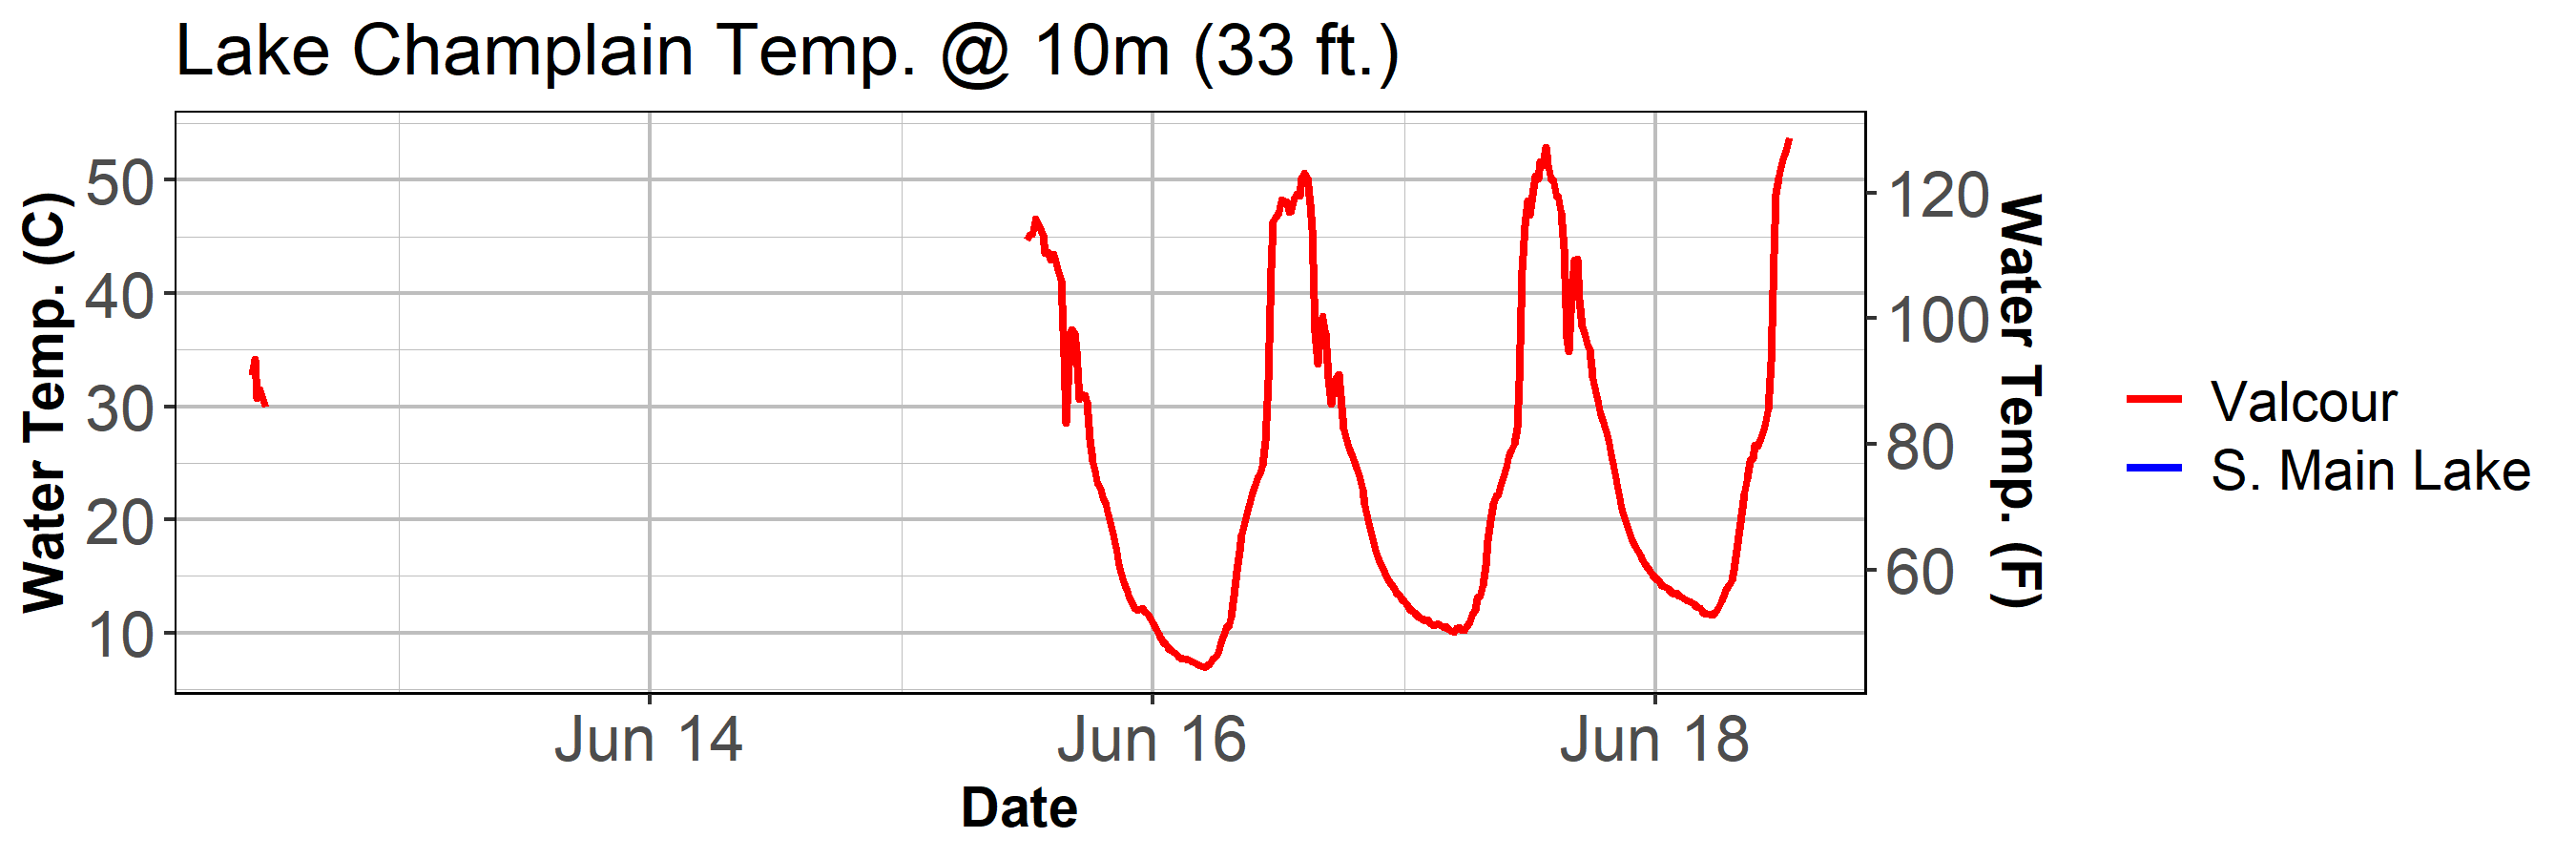 Lake Champlain Temp. @ 10m (33 ft.)
Water Temp. (C)
50
40
30
20
10
120
100
80
60
Water Temp. (F)
Jun 14
Jun 16
Jun 18
Date
Valcour
S. Main Lake